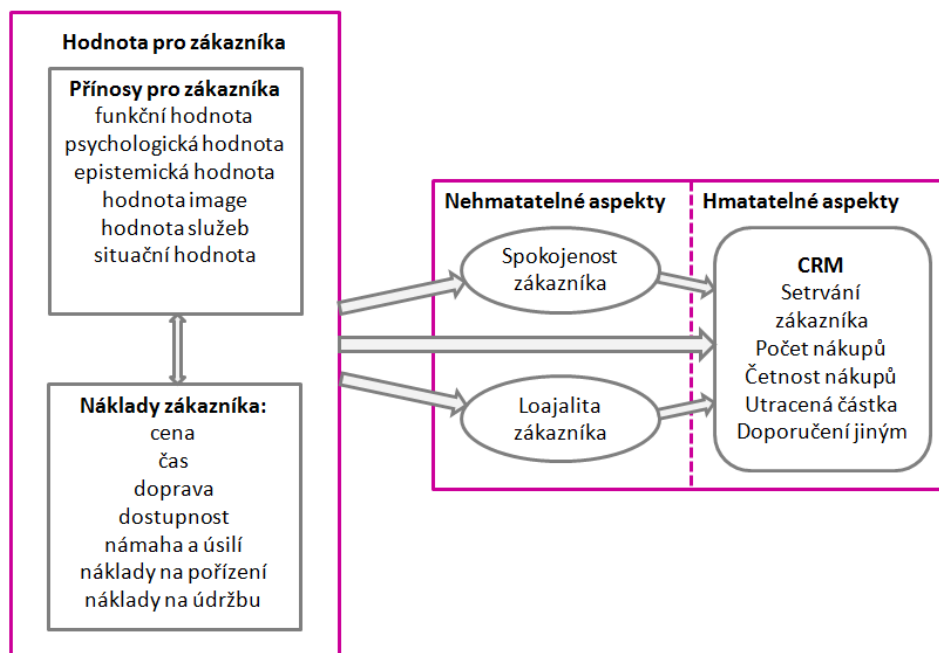 Hodnota pro zákazníka
Přínosy pro zákazníka
funkční hodnota
psychologická hodnota
epistemická hodnota
hodnota image
hodnota služeb
situační hodnota
Náklady zákazníka:
cena
čas
doprava
dostupnost
námaha a úsilí
náklady na pořízení
náklady na údržbu
Nehmatatelné aspekty
Spokojenost
zákazníka
Loajalita
zákazníka
Hmatatelné aspekty
CRM
Setrvání
zákazníka
Počet nákupů
Četnost nákupů
Utracená částka
Doporučení jiným